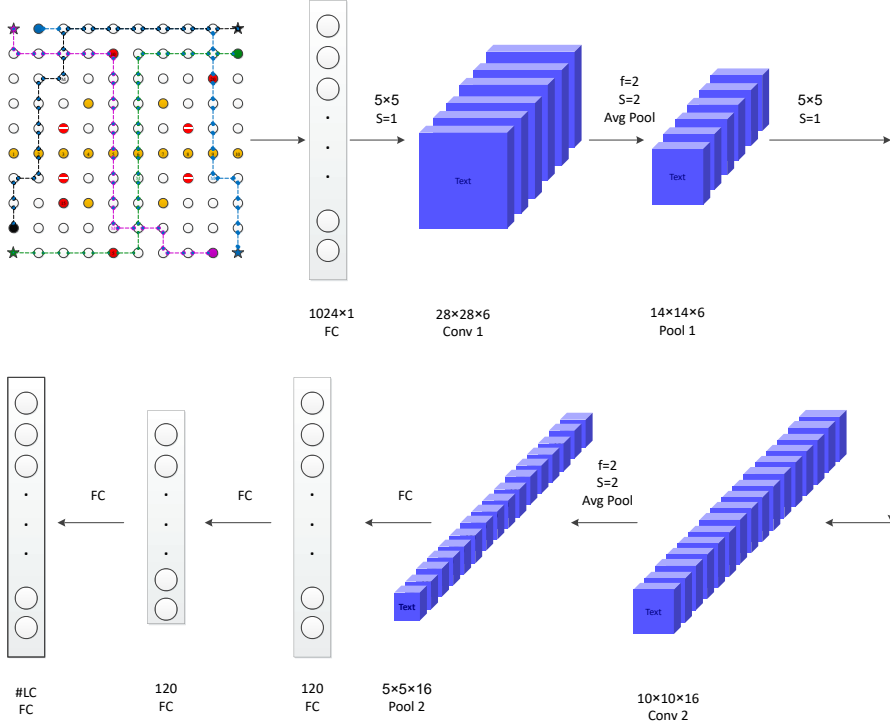 5×5
S=1
f=2
S=2
Avg Pool
5×5
S=1
Text
Text
1024×1
FC
28×28×6
Conv 1
14×14×6
Pool 1
FC
FC
FC
f=2
S=2
Avg Pool
Text
Text
#LC
FC
120
FC
120
FC
5×5×16
Pool 2
10×10×16
Conv 2